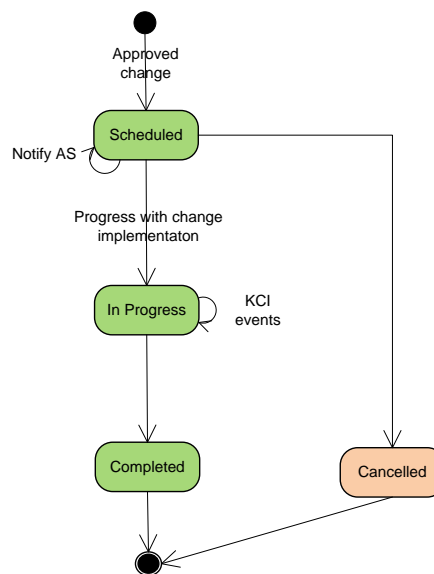 Approved
change
Scheduled
Notify AS
Progress with change
implementaton
In Progress
KCI
events
Completed
Cancelled